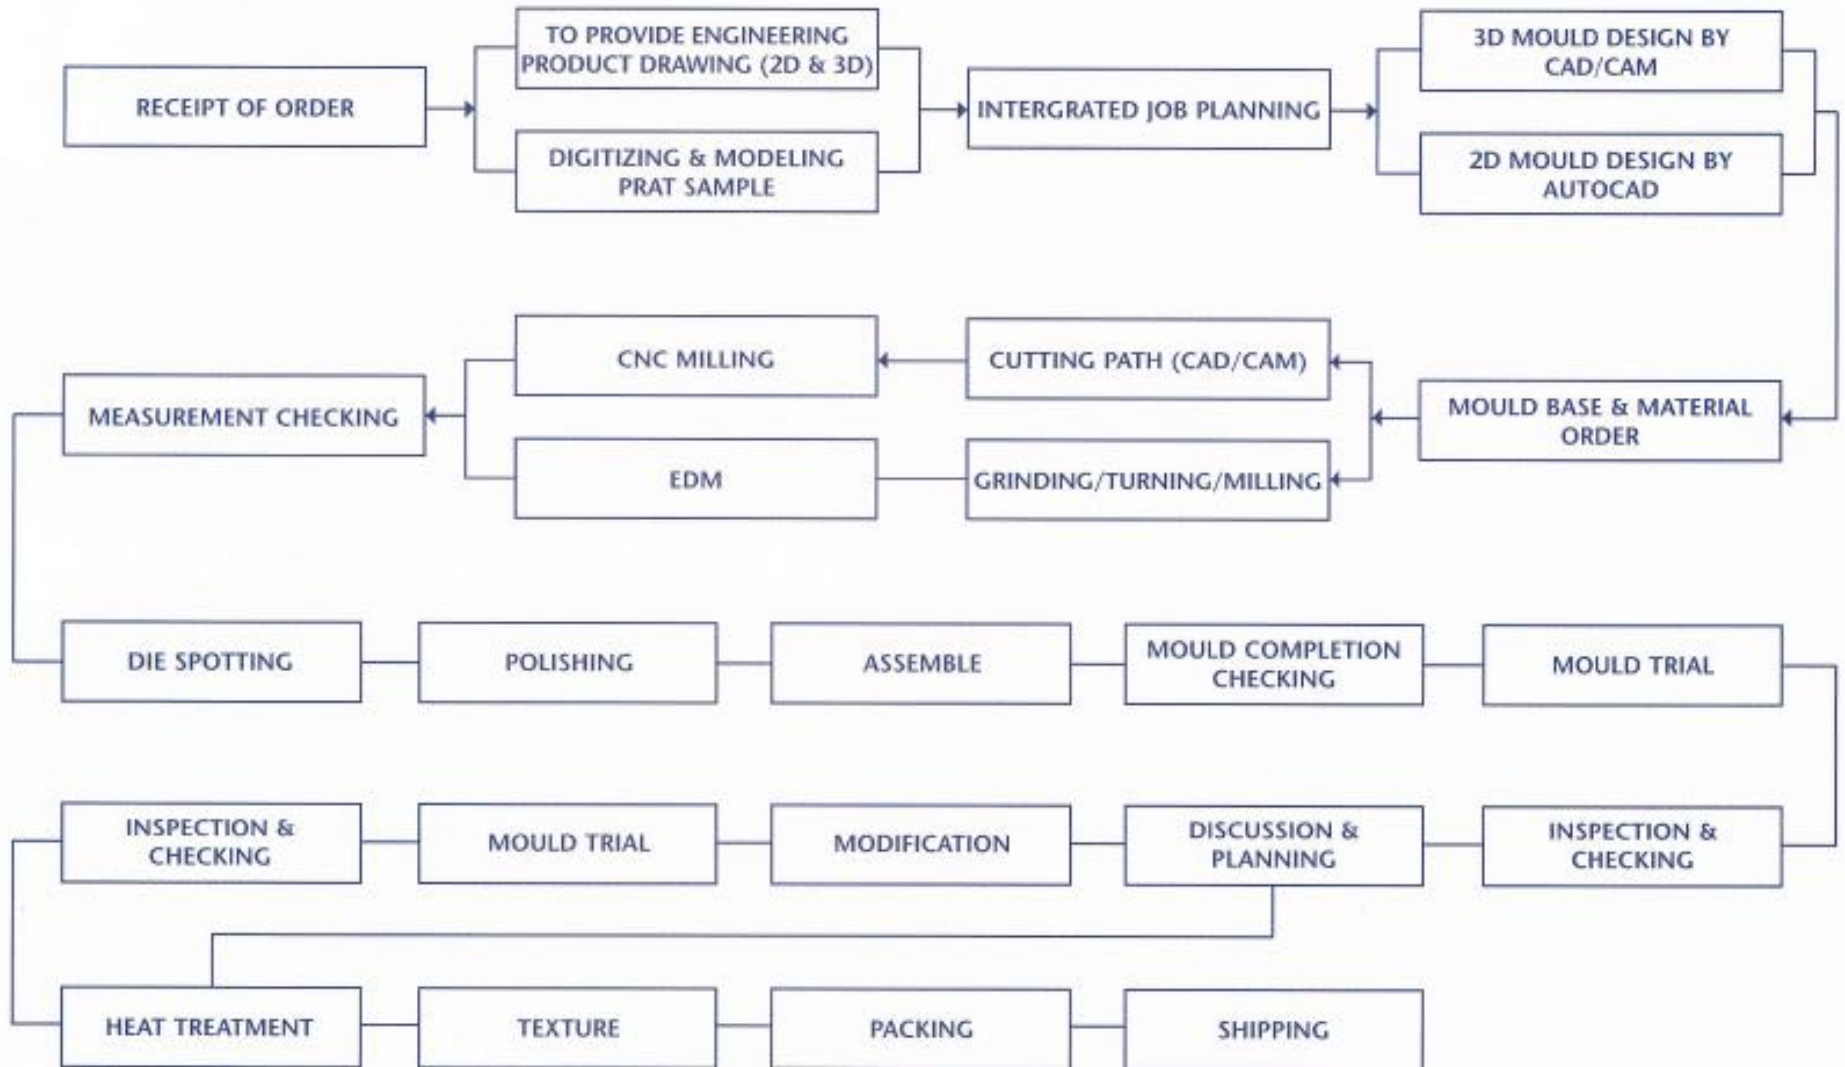 RECEIPT OF ORDER
TO PROVIDE ENGINEERING
PRODUCT DRAWING (2D & 3D)
DIGITIZING & MODELING
PRAT SAMPLE
INTERGRATED JOB PLANNING
3D MOULD DESIGN BY
CAD/CAM
2D MOULD DESIGN BY
AUTOCAD
MOULD BASE & MATERIAL
ORDER
CUTTING PATH (CAD/CAM)
GRINDING/TURNING/MILLING
CNC MILLING
EDM
MEASUREMENT CHECKING
DIE SPOTTING
POLISHING
ASSEMBLE
MOULD COMPLETION
CHECKING
MOULD TRIAL
INSPECTION &
CHECKING
DISCUSSION &
PLANNING
MODIFICATION
MOULD TRIAL
INSPECTION &
CHECKING
HEAT TREATMENT
TEXTURE
PACKING
SHIPPING